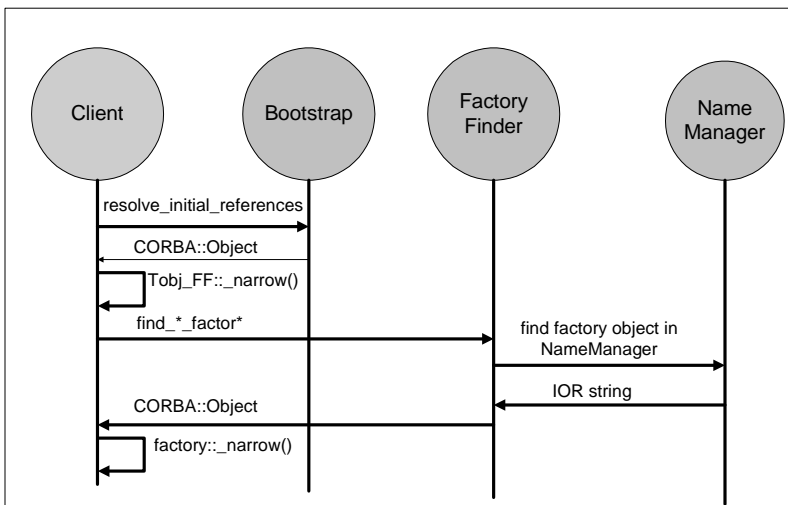 Client
Bootstrap
Factory
Finder
Name
Manager
resolve_initial_references
CORBA::Object
Tobj_FF::_narrow()
find_*_factor*
find factory object in
NameManager
IOR string
CORBA::Object
factory::_narrow()